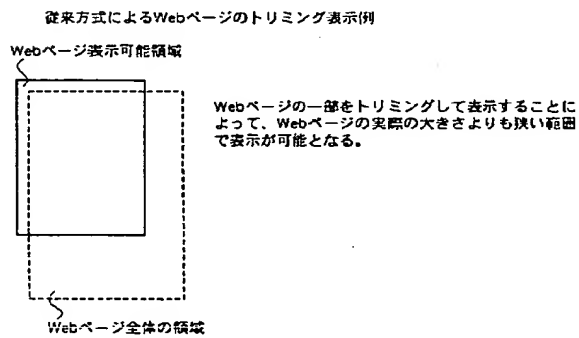 従来方式によるWebページのトリミング表示例
Webページ表示可能領域
Webページの一部をトリミングして表示することに
よって、Webページの実際の大きさよりも狭い範囲
で表示が可能となる。
Webページ全体の領域